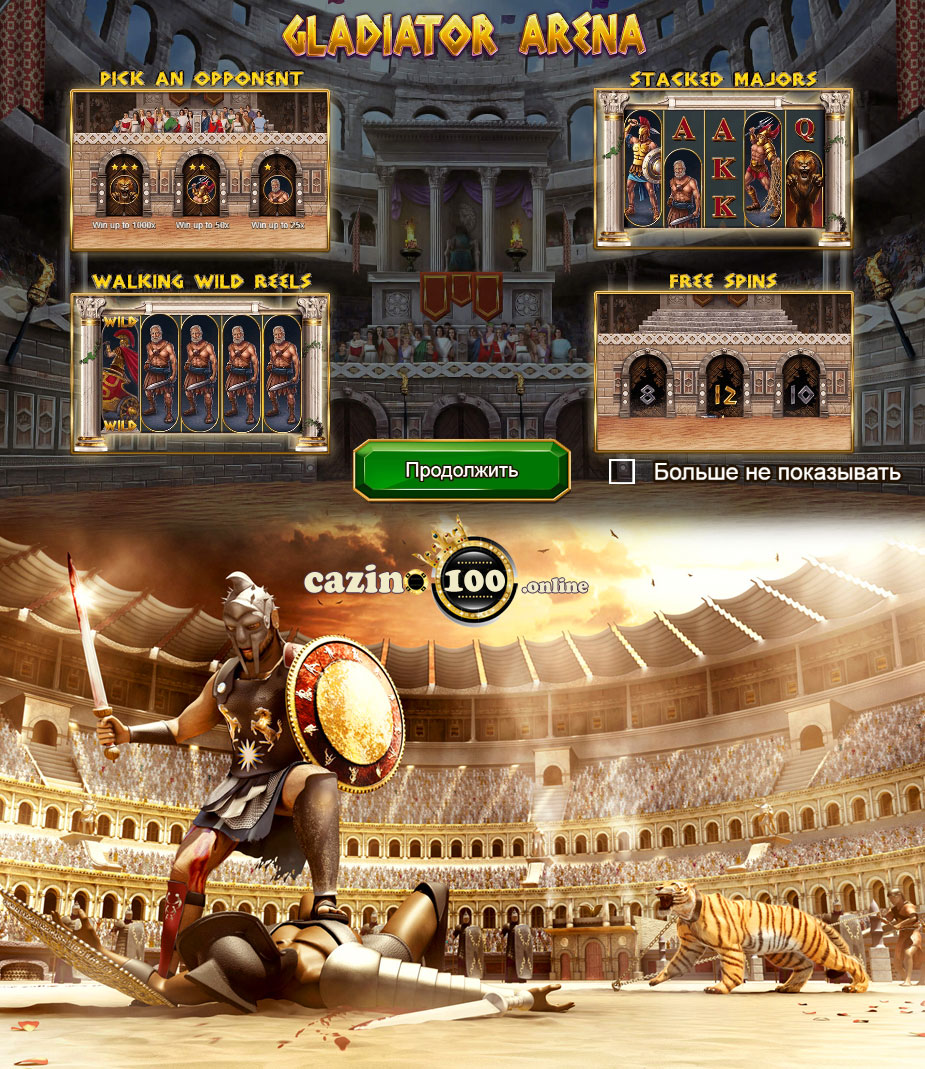 GLADIATOR ARENA
PICK AN OPPONENT
Win up to 1000x Win up to 50x Win up to 25x
STACKED MAJORS
A A Q
K
K
WALKING WILD REELS
WILD
WILD
FREE SPINS
8 12 10
Продолжить
Больше не показывать
cazino 100 .online